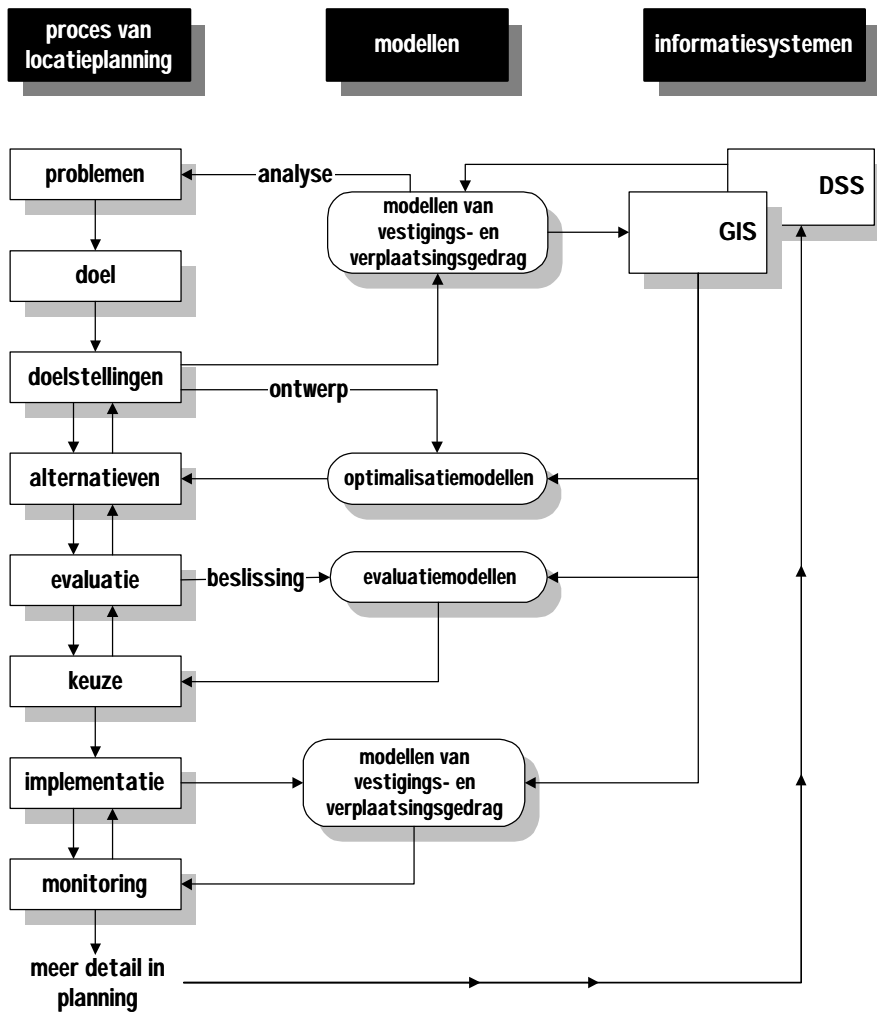 proces van
locatieplanning
modellen
informatiesystemen
problemen
analyse
modellen van
vestigings- en
verplaatsingsgedrag
DSS
GIS
doel
doelstellingen
ontwerp
alternatieven
optimalisatiemodellen
evaluatie
beslissing
evaluatiemodellen
keuze
implementatie
modellen van
vestigings- en
verplaatsingsgedrag
monitoring
meer detail in
planning